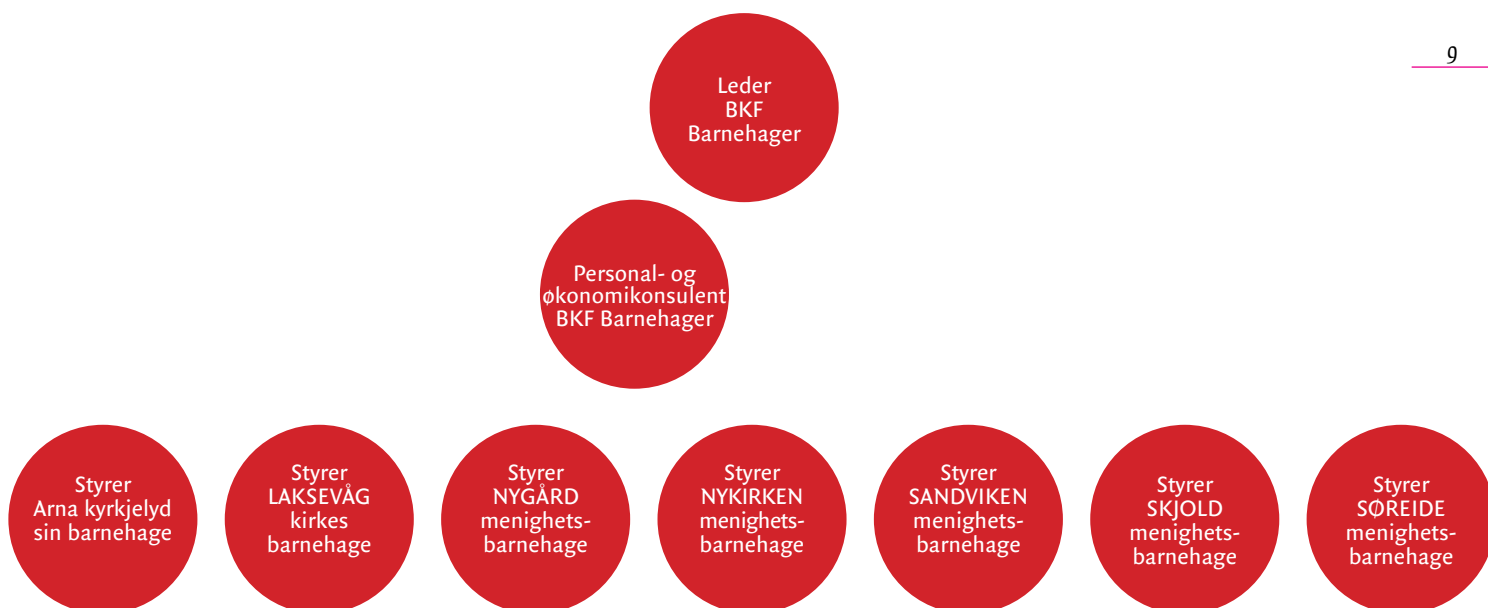 9
Leder
BKF
Barnehager
Personal- og
økonomikonsulent
BKF Barnehager
Styrer
Arna kyrkjelyd
sin barnehage
Styrer
LAKSEVÅG
kirkes
barnehage
Styrer
NYGÅRD
menighets-
barnehage
Styrer
NYKIRKEN
menighets-
barnehage
Styrer
SANDVIKEN
menighets-
barnehage
Styrer
SKJOLD
menighets-
barnehage
Styrer
SØREIDE
menighets-
barnehage